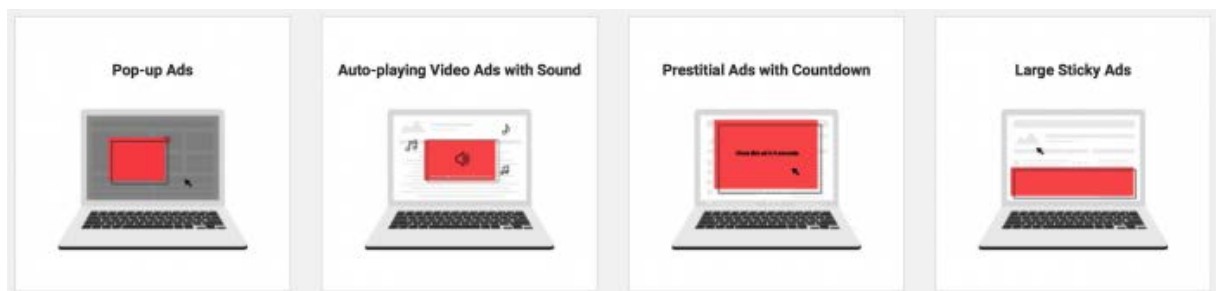 Pop-up Ads
Auto-playing Video Ads with Sound
Prestitial Ads with Countdown
Large Sticky Ads